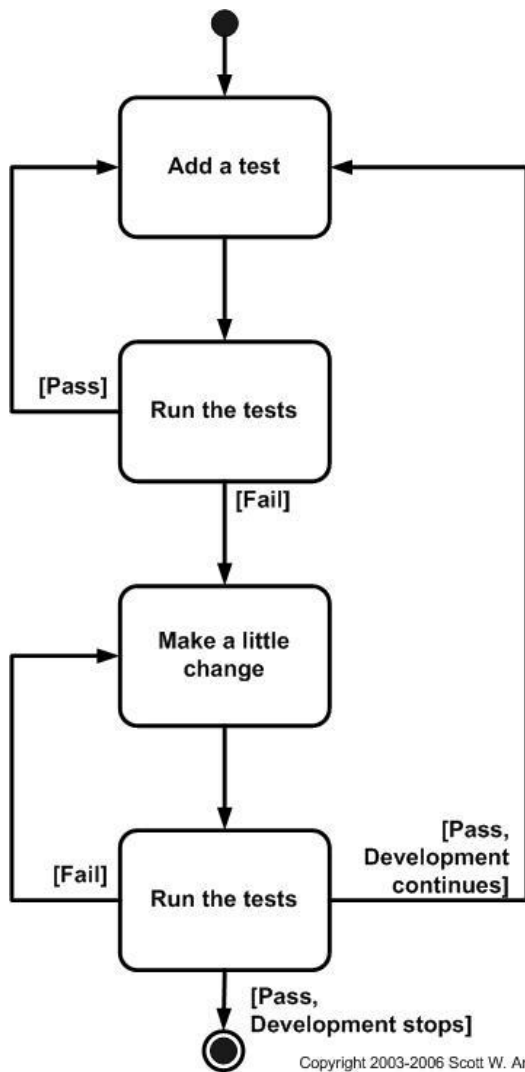 Add a test
[Pass]
Run the tests
[Fail]
Make a little
change
[Fail]
Run the tests
[Pass,
Development
continues]
[Pass,
Development stops]
Copyright 2003-2006 Scott W.